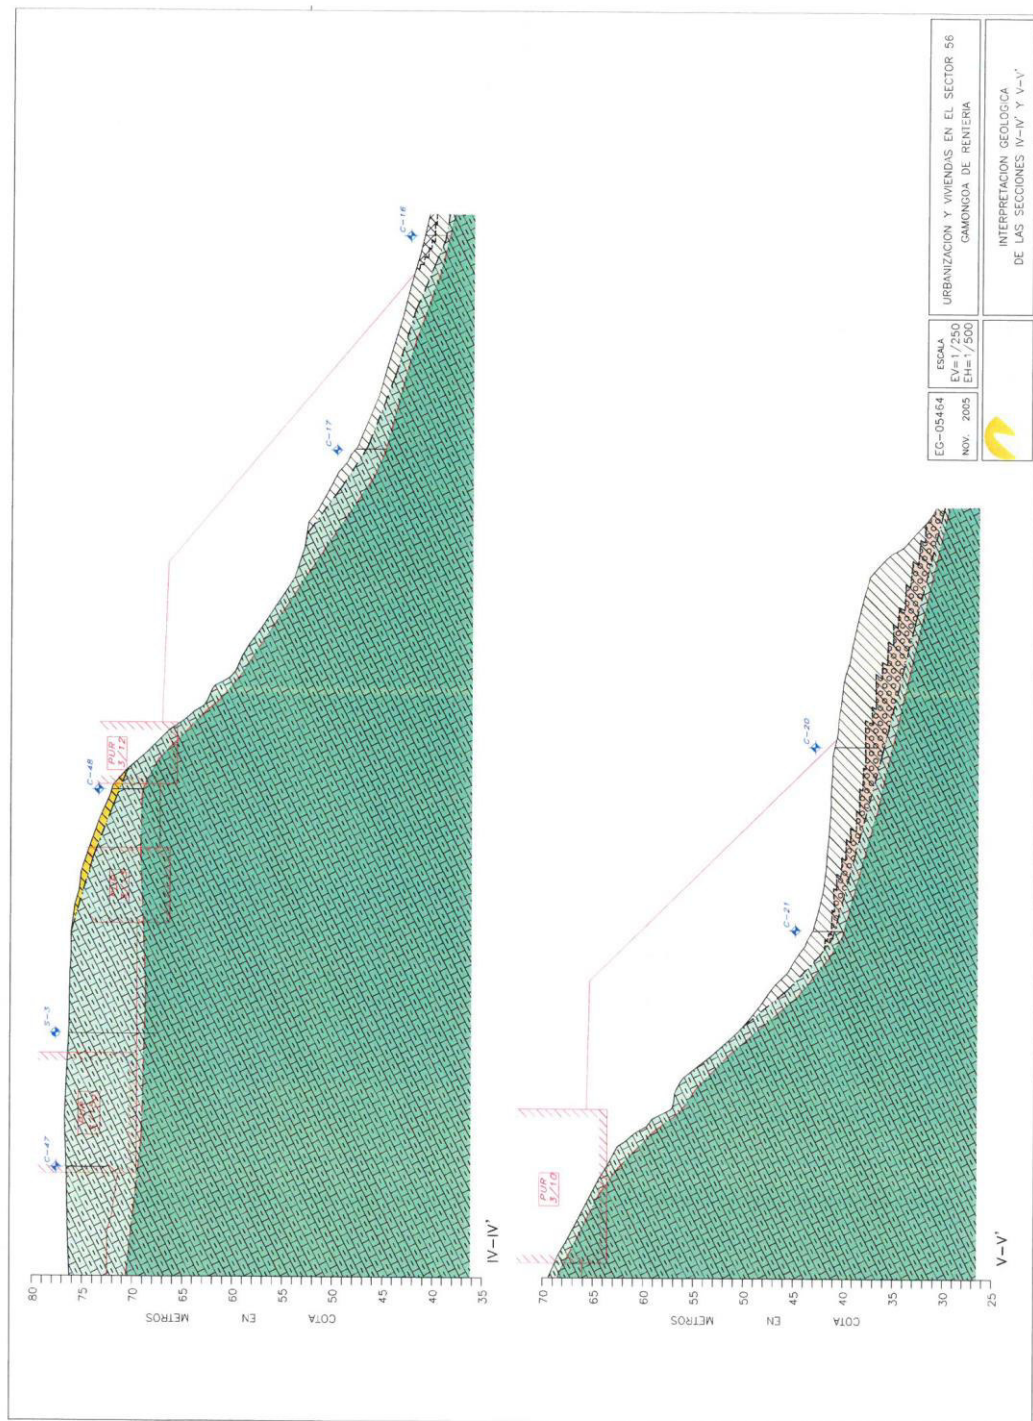 C-47
S-3
C-48
PUR
3/12
C-17
C-16
80
75
70
65
60
55
50
45
40
35
COTA
EN
METROS
IV-IV'
PUR
3/10
C-21
C-20
70
65
60
55
50
45
40
35
30
25
COTA
EN
METROS
V-V'
EG-05464
NOV. 2005
ESCALA
EV=1/250
EH=1/500
URBANIZACION Y VIVIENDAS EN EL SECTOR 56
GAMONGOA DE RENTERIA
INTERPRETACION GEOLOGICA
DE LAS SECCIONES IV-IV' Y V-V'